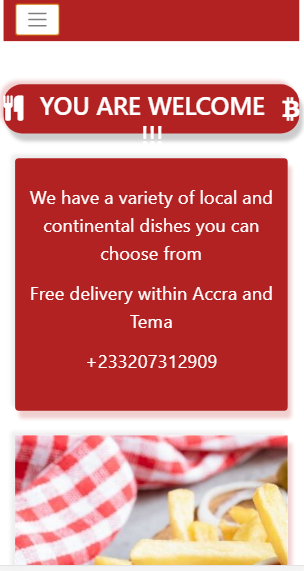 YOU ARE WELCOME
!!!
We have a variety of local and
continental dishes you can
choose from
Free delivery within Accra and
Tema
+233207312909